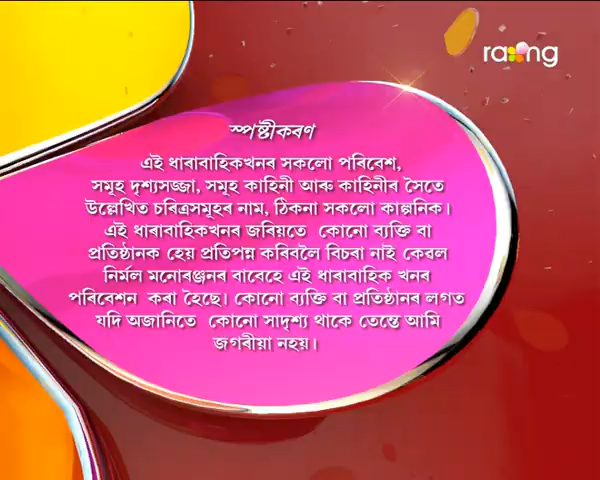 rang
স্পষ্টীকৰণ
এই ধাৰাবাহিকখনৰ সকলো পৰিবেশ,
সমূহ দৃশ্যসজ্জা, সমূহ কাহিনী আৰু কাহিনীৰ সৈতে
উল্লেখিত চৰিত্ৰসমূহৰ নাম, ঠিকনা সকলো কাল্পনিক।
এই ধাৰাবাহিকখনৰ জৰিয়তে কোনো ব্যক্তি বা
প্ৰতিষ্ঠানক হেয় প্ৰতিপন্ন কৰিবলৈ বিচৰা নাই কেৱল
নিৰ্মল মনোৰঞ্জনৰ বাবেহে এই ধাৰাবাহিক খনৰ
পৰিবেশন কৰা হৈছে। কোনো ব্যক্তি বা প্ৰতিষ্ঠানৰ লগত
যদি অজানিতে কোনো সাদৃশ্য থাকে তেন্তে আমি
জগৰীয়া নহয়।